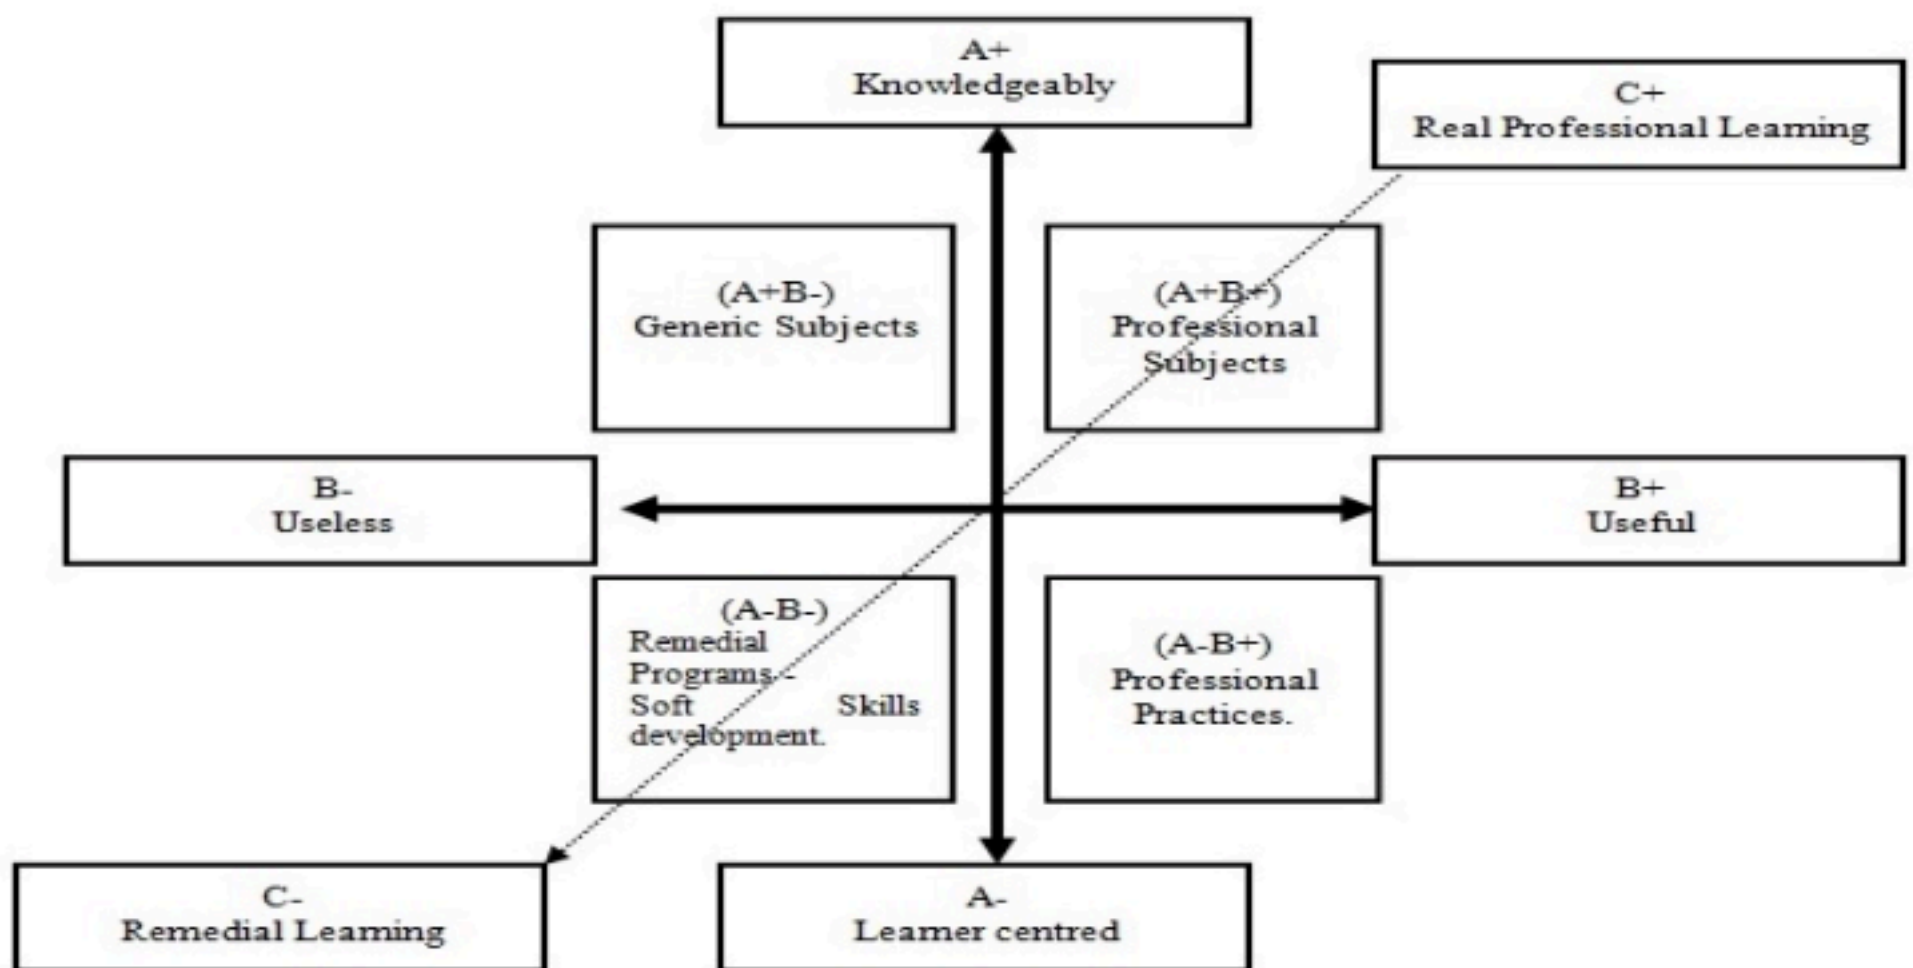 A+
Knowledgeably
C+
Real Professional Learning
(A+B-)
Generic Subjects
(A+B+)
Professional
Subjects
B-
Useless
B+
Useful
(A-B-)
Remedial
Programs -
Soft Skills
development.
(A-B+)
Professional
Practices.
C-
Remedial Learning
A-
Learner centred